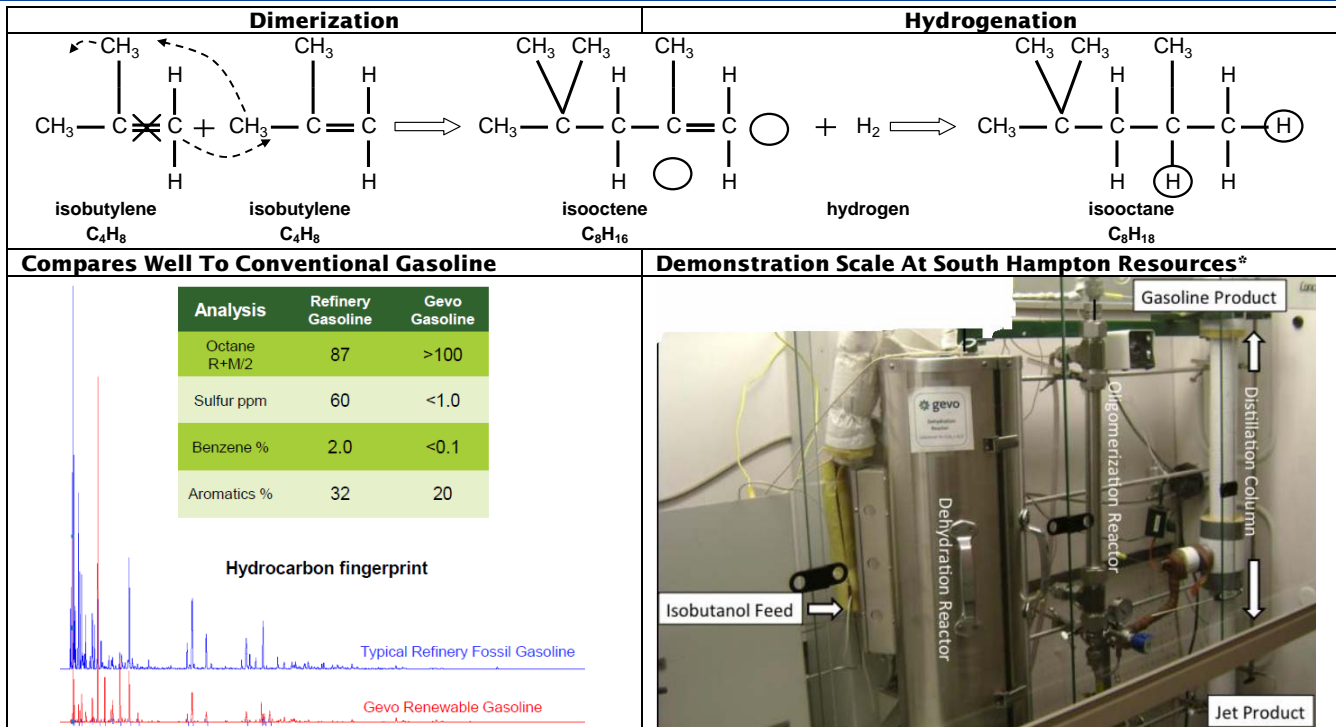 Dimerization
Hydrogenation
CH₃ CH₃ CH₃ CH₃ CH₃ CH₃ CH₃ CH₃
H H H H H
CH₃ C C + CH₃ C C CH₃ C C C C + H₂ CH₃ C C C C H
H H H H H H H
isobutylene isobutylene isooctene hydrogen isooctane
C₄H₈ C₄H₈ C₈H₁₆ C₈H₁₈
Compares Well To Conventional Gasoline
Analysis Refinery Gasoline Gevo Gasoline
Octane R+M/2 87 >100
Sulfur ppm 60 <1.0
Benzene % 2.0 <0.1
Aromatics % 32 20
Hydrocarbon fingerprint
Typical Refinery Fossil Gasoline
Gevo Renewable Gasoline
Demonstration Scale At South Hampton Resources*
Gasoline Product
gevo
Dehydration
Reactor
Isobutanol Feed
Dehydration Reactor
Oligomerization Reactor
Distillation Column
Jet Product